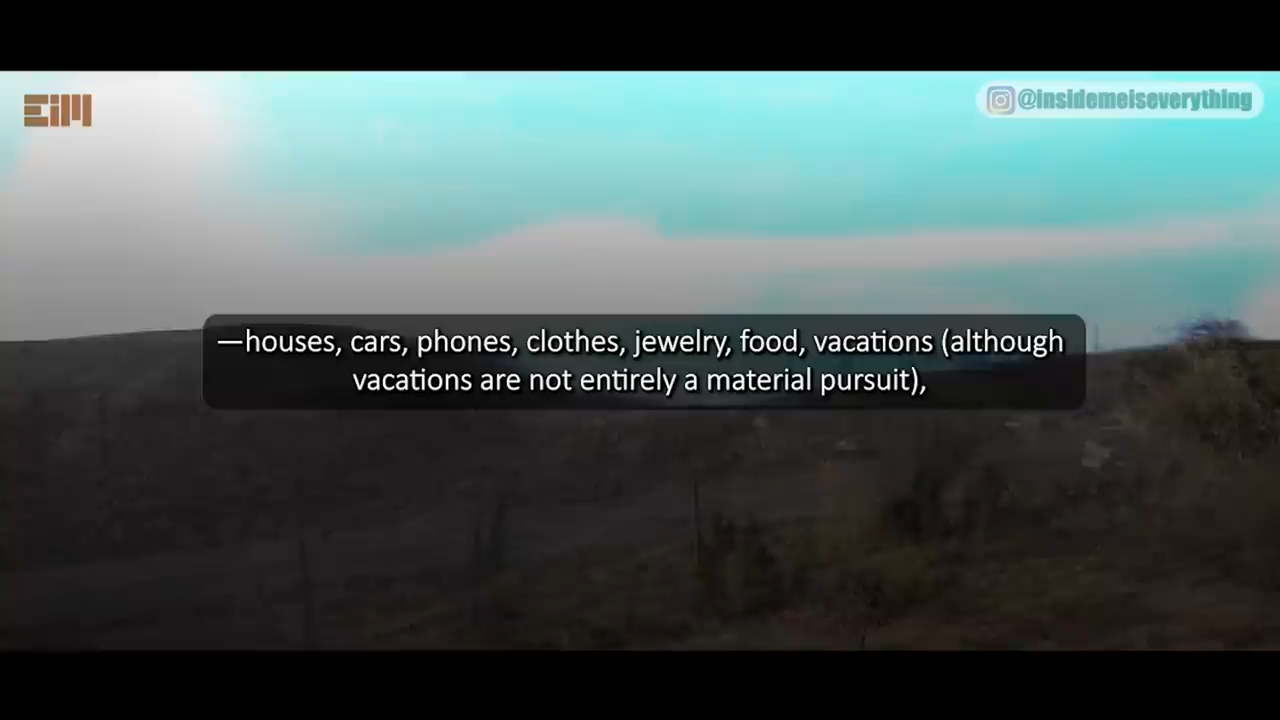 EiM
@insidemeiseverything
—houses, cars, phones, clothes, jewelry, food, vacations (although
vacations are not entirely a material pursuit),